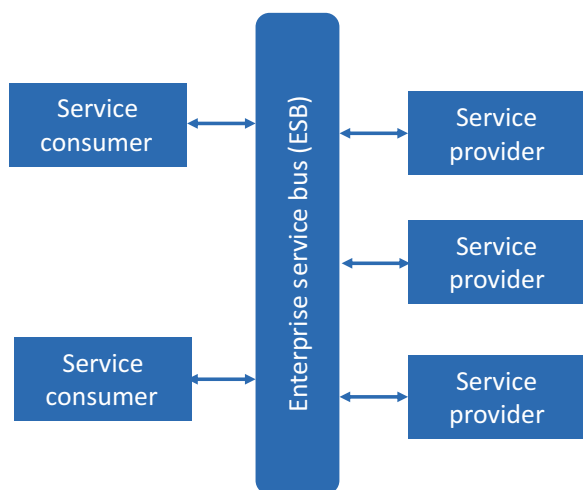 Service
consumer
Service
consumer
Enterprise service bus (ESB)
Service
provider
Service
provider
Service
provider